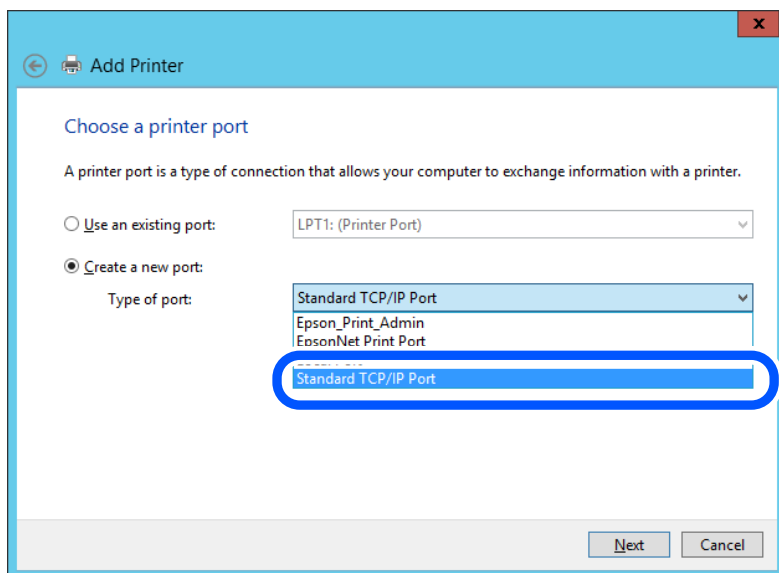 x
Add Printer
Choose a printer port
A printer port is a type of connection that allows your computer to exchange information with a printer.
Use an existing port: LPT1: (Printer Port)
Create a new port:
Type of port: Standard TCP/IP Port
Epson_Print_Admin
EpsonNet Print Port
Standard TCP/IP Port
Next Cancel